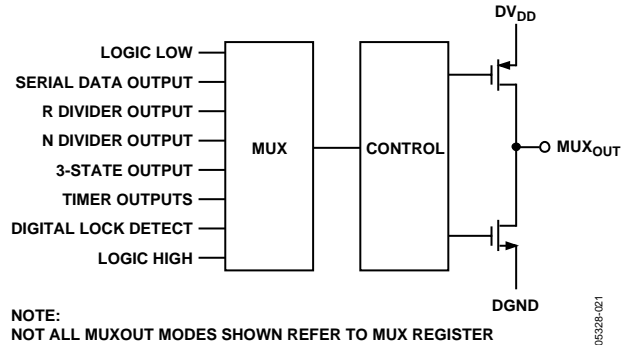 DVDD
LOGIC LOW
SERIAL DATA OUTPUT
R DIVIDER OUTPUT
N DIVIDER OUTPUT
3-STATE OUTPUT
TIMER OUTPUTS
DIGITAL LOCK DETECT
LOGIC HIGH
MUX
CONTROL
MUXOUT
DGND
NOTE:
NOT ALL MUXOUT MODES SHOWN REFER TO MUX REGISTER
05328-021